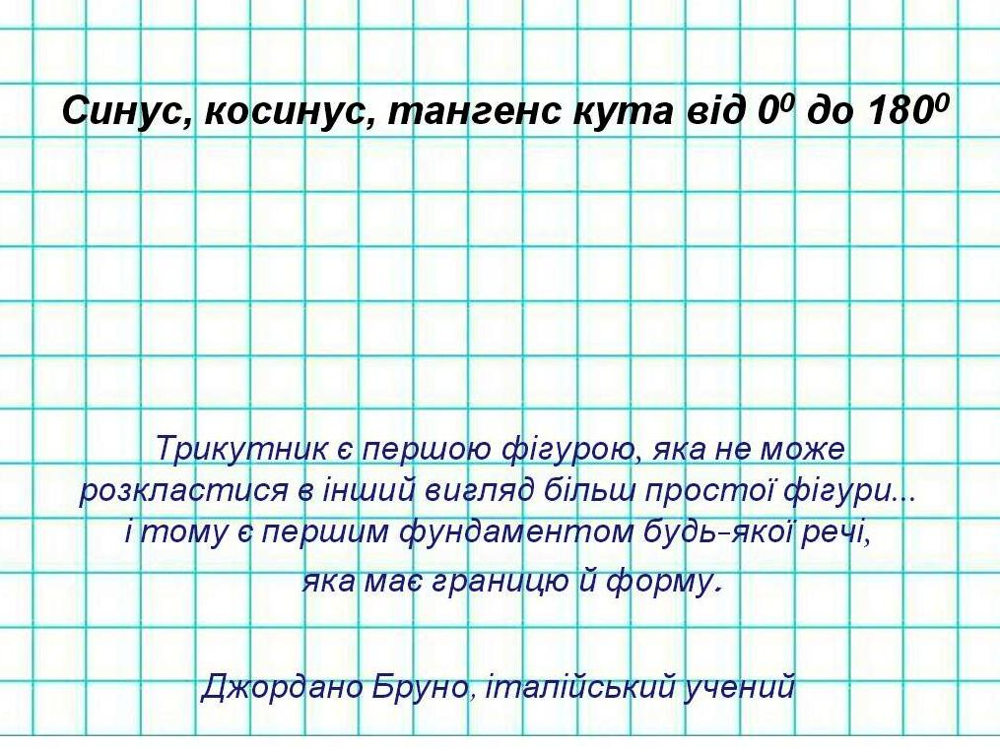 Синус, косинус, тангенс кута від 0⁰ до 180⁰
Трикутник є першою фігурою, яка не може
розкластися в інший вигляд більш простої фігури...
і тому є першим фундаментом будь-якої речі,
яка має границю й форму.
Джордано Бруно, італійський учений